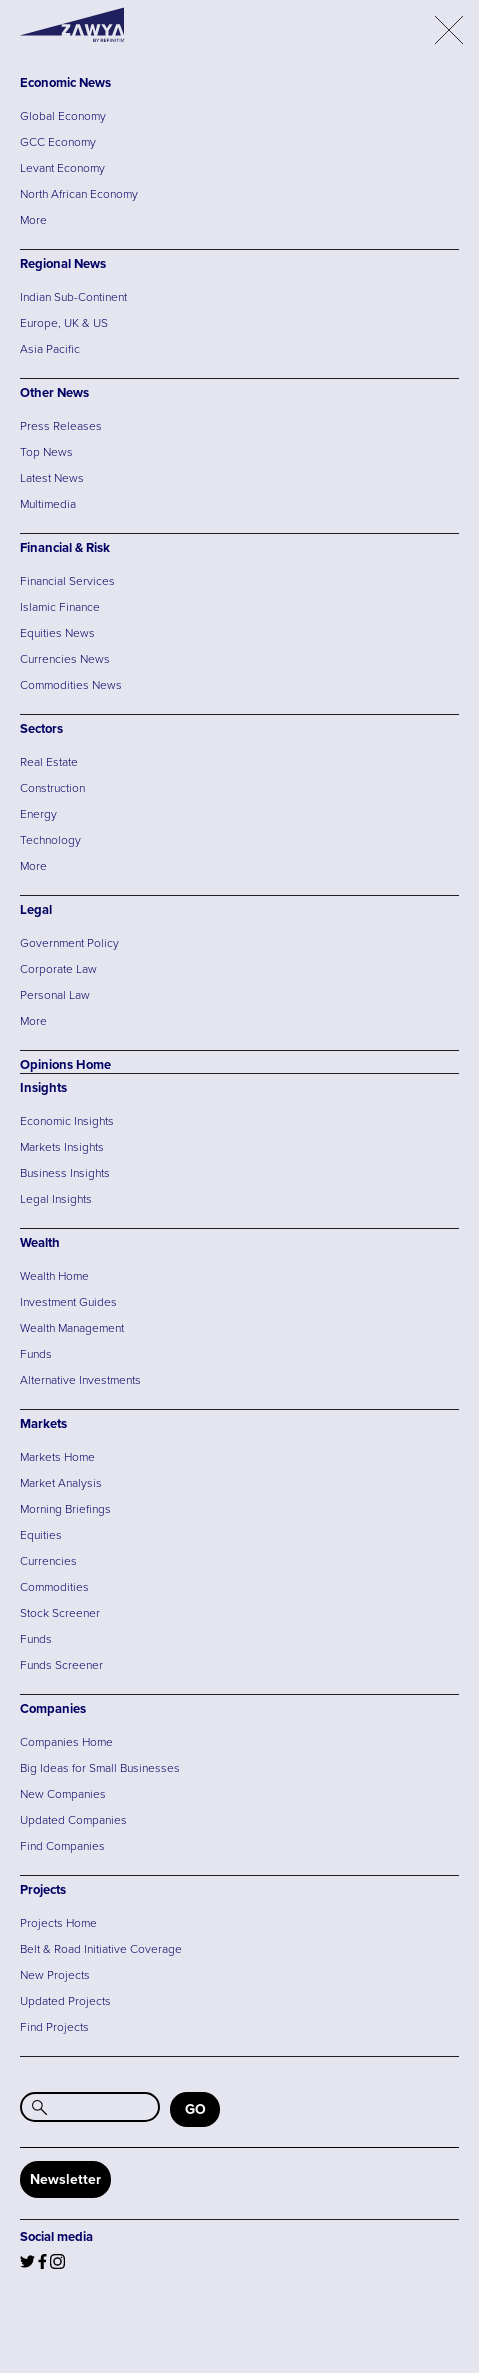 ZAWYA
BY REFINITIV
Economic News
Global Economy
GCC Economy
Levant Economy
North African Economy
More
Regional News
Indian Sub-Continent
Europe, UK & US
Asia Pacific
Other News
Press Releases
Top News
Latest News
Multimedia
Financial & Risk
Financial Services
Islamic Finance
Equities News
Currencies News
Commodities News
Sectors
Real Estate
Construction
Energy
Technology
More
Legal
Government Policy
Corporate Law
Personal Law
More
Opinions Home
Insights
Economic Insights
Markets Insights
Business Insights
Legal Insights
Wealth
Wealth Home
Investment Guides
Wealth Management
Funds
Alternative Investments
Markets
Markets Home
Market Analysis
Morning Briefings
Equities
Currencies
Commodities
Stock Screener
Funds
Funds Screener
Companies
Companies Home
Big Ideas for Small Businesses
New Companies
Updated Companies
Find Companies
Projects
Projects Home
Belt & Road Initiative Coverage
New Projects
Updated Projects
Find Projects
GO
Newsletter
Social media